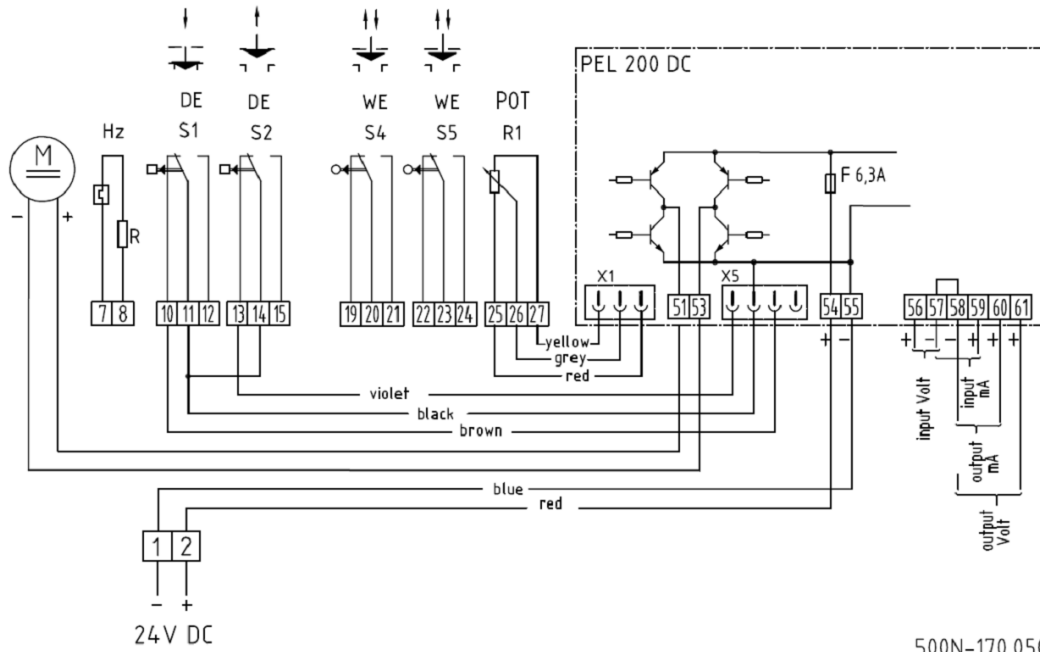 PEL 200 DC
DE DE WE WE POT
Hz S1 S2 S4 S5 R1
M
F 6,3A
- +
R
X1 X5
7 8 10 11 12 13 14 15 19 20 21 22 23 24 25 26 27 51 53 54 55 56 57 58 59 60 61
yellow
grey
red
+ - + - - + + +
violet
black
brown
input Volt
input mA
output mA
output Volt
blue
red
1 2
- +
24V DC